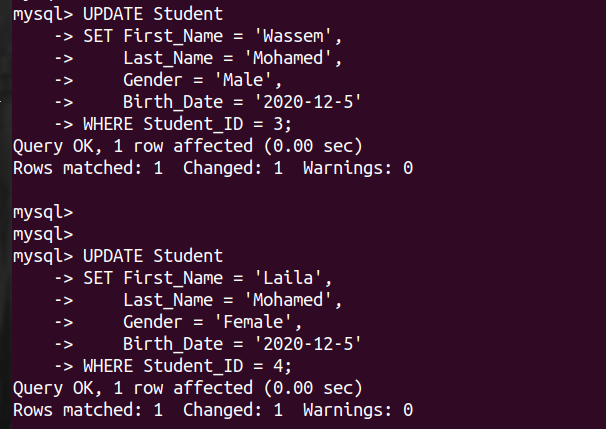 mysql> UPDATE Student
    -> SET First_Name = 'Wassem',
    ->     Last_Name = 'Mohamed',
    ->     Gender = 'Male',
    ->     Birth_Date = '2020-12-5'
    -> WHERE Student_ID = 3;
Query OK, 1 row affected (0.00 sec)
Rows matched: 1  Changed: 1  Warnings: 0

mysql>
mysql>
mysql> UPDATE Student
    -> SET First_Name = 'Laila',
    ->     Last_Name = 'Mohamed',
    ->     Gender = 'Female',
    ->     Birth_Date = '2020-12-5'
    -> WHERE Student_ID = 4;
Query OK, 1 row affected (0.00 sec)
Rows matched: 1  Changed: 1  Warnings: 0